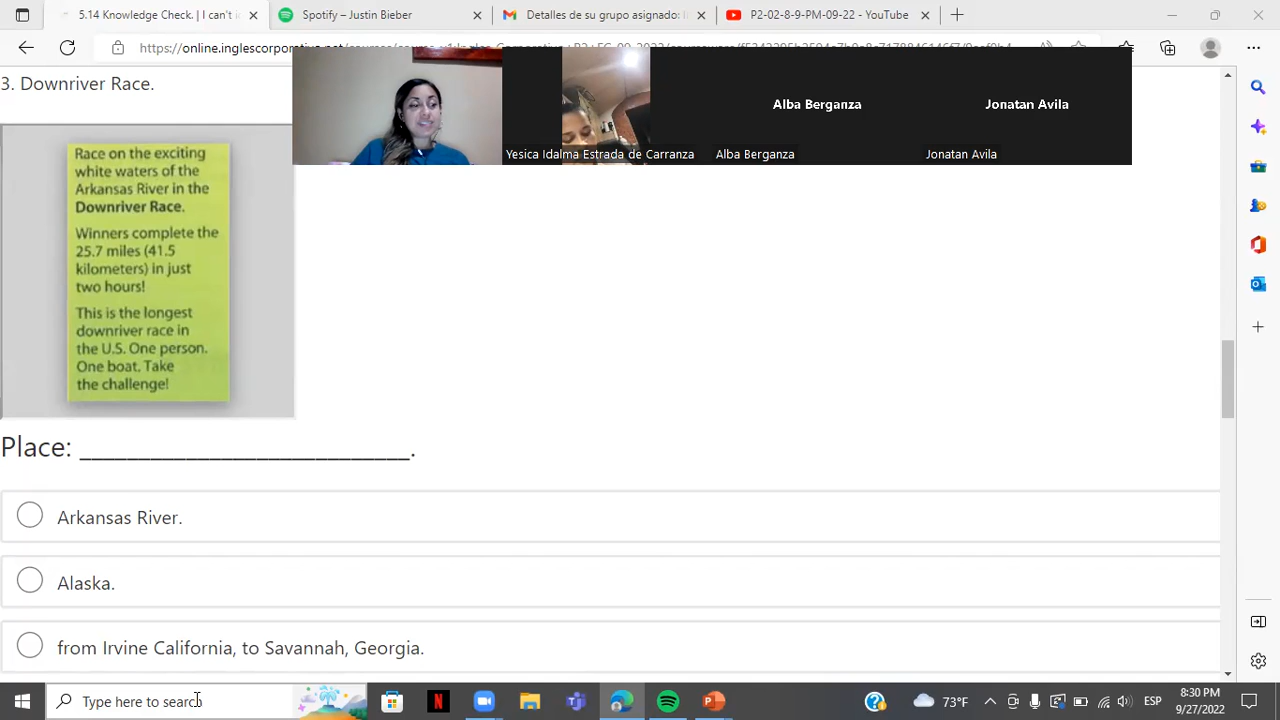 5.14 Knowledge Check. | I can't i
Spotify – Justin Bieber
Detalles de su grupo asignado: I
P2-02-8-9-PM-09-22 - YouTube
3. Downriver Race.
Alba Berganza
Jonatan Avila
Yesica Idalma Estrada de Carranza
Alba Berganza
Jonatan Avila
Race on the exciting
white waters of the
Arkansas River in the
Downriver Race.
Winners complete the
25.7 miles (41.5
kilometers) in just
two hours!
This is the longest
downriver race in
the U.S. One person.
One boat. Take
the challenge!
Place: ____________________________.
Arkansas River.
Alaska.
from Irvine California, to Savannah, Georgia.
Type here to search
73°F
ESP
8:30 PM
9/27/2022